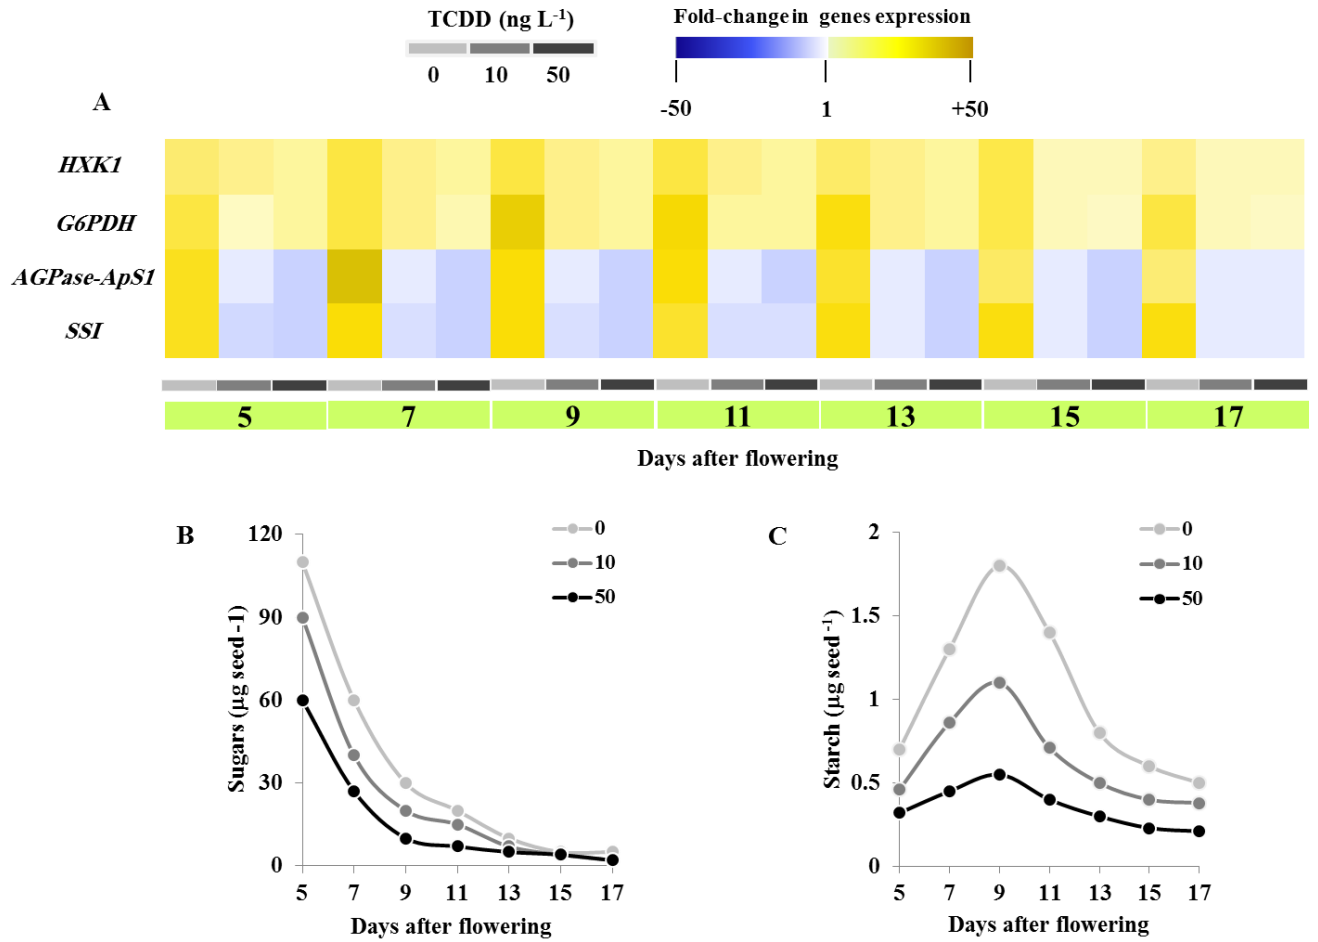 TCDD (ng L⁻¹)
0 10 50
Fold-change in genes expression
-50 1 +50
A
HXK1
G6PDH
AGPase-ApS1
SSI
5 7 9 11 13 15 17
Days after flowering
B
120
90
60
30
0
Sugars (µg seed -1)
0
10
50
5 7 9 11 13 15 17
Days after flowering
C
2
1.5
1
0.5
0
Starch (µg seed⁻¹)
0
10
50
5 7 9 11 13 15 17
Days after flowering